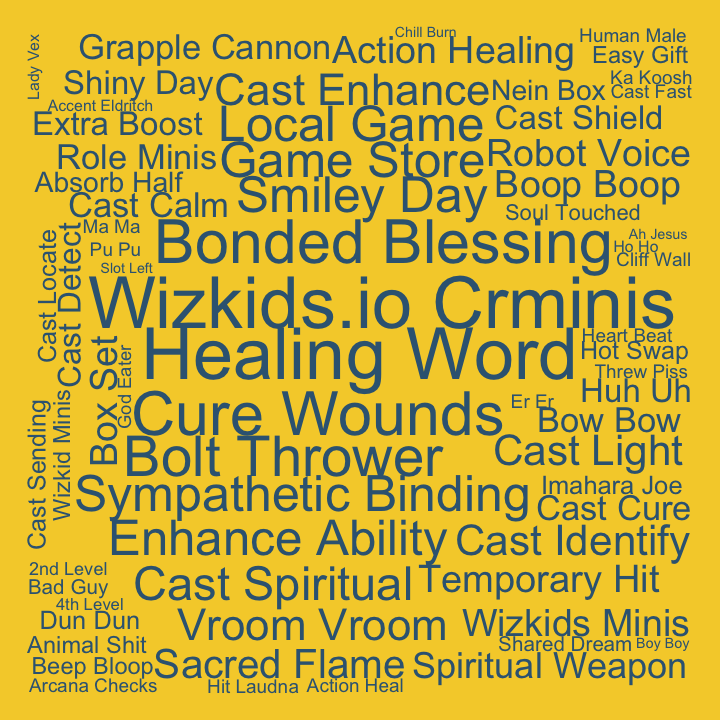 Lady Vex
Grapple Cannon
Chill Burn
Action Healing
Human Male
Easy Gift
Shiny Day
Cast Enhance
Nein Box
Ka Koosh
Cast Fast
Accent Eldritch
Extra Boost
Local Game
Cast Shield
Role Minis
Game Store
Robot Voice
Absorb Half
Smiley Day
Boop Boop
Cast Calm
Soul Touched
Ma Ma
Bonded Blessing
Ah Jesus
Pu Pu
Ho Ho
Cliff Wall
Slot Left
Cast Locate
Cast Detect
Wizkids.io Crminis
Healing Word
Heart Beat
Hot Swap
Threw Piss
Box Set
God Eater
Huh Uh
Cure Wounds
Er Er
Bow Bow
Cast Sending
Wizkid Minis
Bolt Thrower
Cast Light
Sympathetic Binding
Imahara Joe
Cast Cure
Enhance Ability
Cast Identify
2nd Level
Bad Guy
Cast Spiritual
Temporary Hit
4th Level
Dun Dun
Vroom Vroom
Wizkids Minis
Animal Shit
Shared Dream
Boy Boy
Beep Bloop
Sacred Flame
Spiritual Weapon
Arcana Checks
Hit Laudna
Action Heal